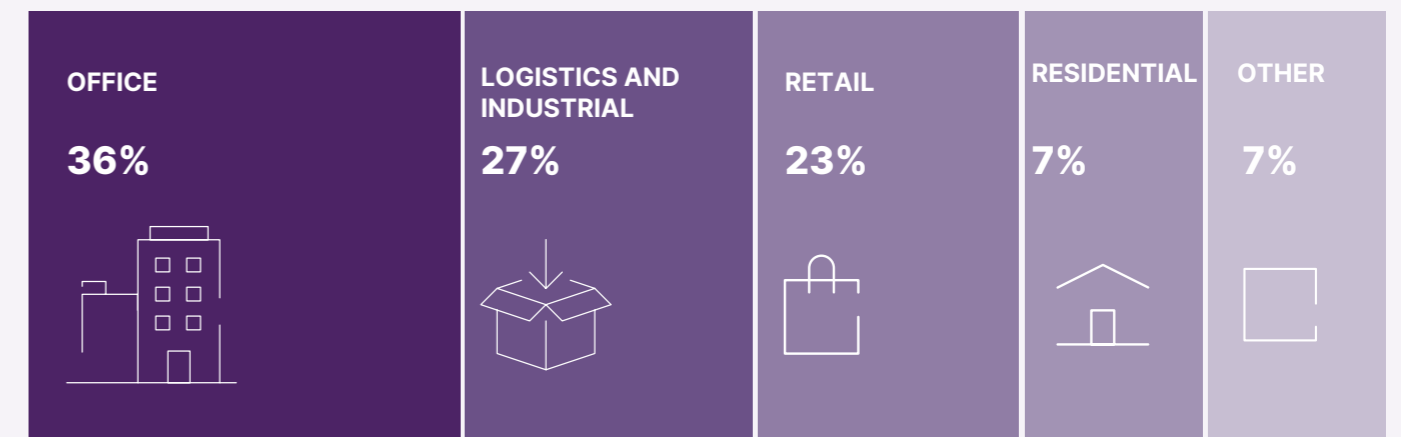 OFFICE
36%
LOGISTICS AND
INDUSTRIAL
27%
RETAIL
23%
RESIDENTIAL
7%
OTHER
7%